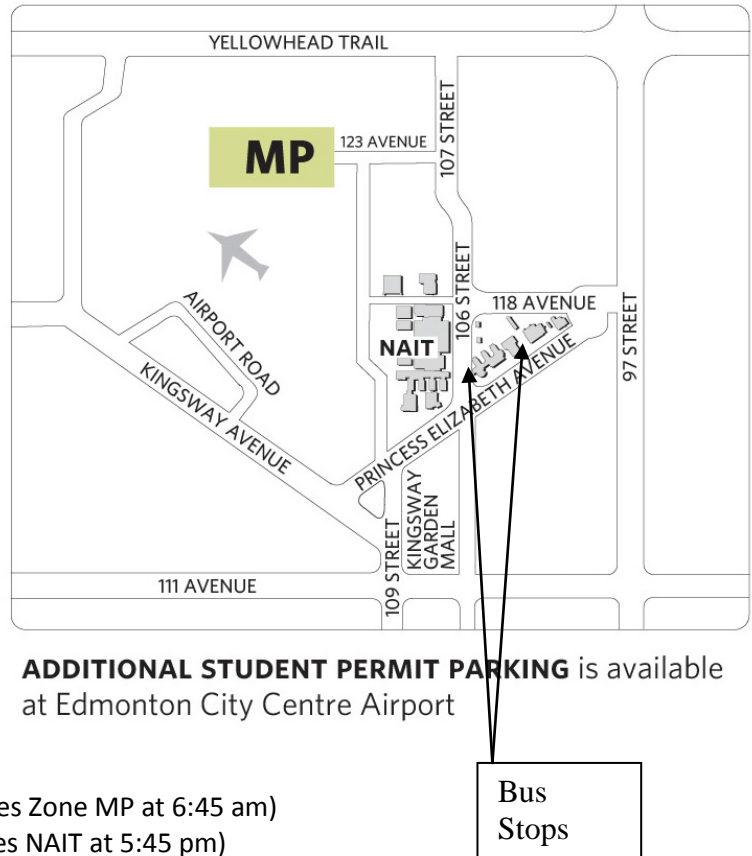 YELLOWHEAD TRAIL
107 STREET
123 AVENUE
MP
106 STREET
118 AVENUE
97 STREET
AIRPORT ROAD
NAIT
KINGSWAY AVENUE
PRINCESS ELIZABETH AVENUE
KINGSWAY
GARDEN
MALL
109 STREET
111 AVENUE
ADDITIONAL STUDENT PERMIT PARKING is available
at Edmonton City Centre Airport
Bus
Stops
es Zone MP at 6:45 am)
es NAIT at 5:45 pm)